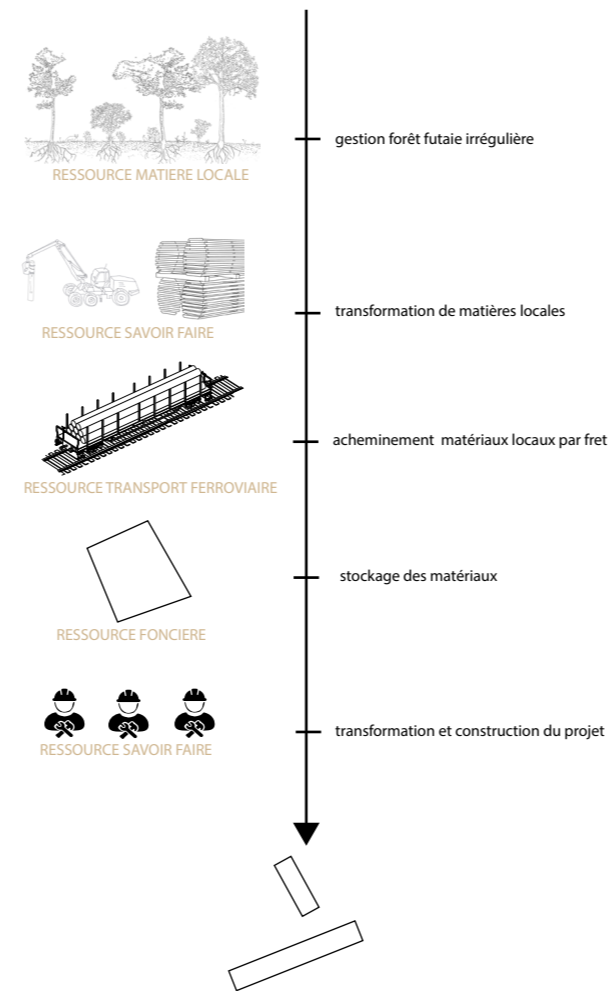 gestion forêt futaie irrégulière
RESSOURCE MATIERE LOCALE
transformation de matières locales
RESSOURCE SAVOIR FAIRE
acheminement matériaux locaux par fret
RESSOURCE TRANSPORT FERROVIAIRE
stockage des matériaux
RESSOURCE FONCIERE
transformation et construction du projet
RESSOURCE SAVOIR FAIRE